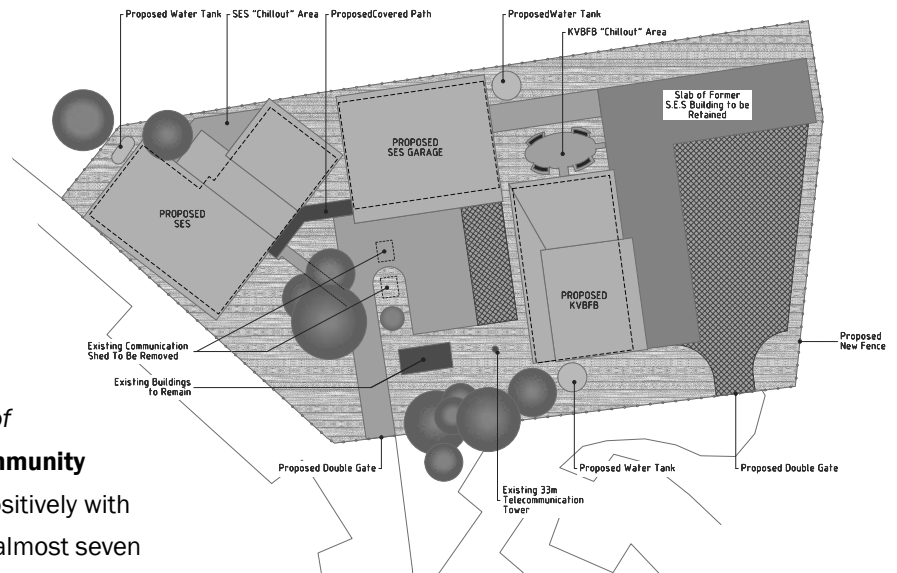 Proposed Water Tank
SES "Chillout" Area
ProposedCovered Path
ProposedWater Tank
KVBFB "Chillout" Area
Slab of Former
S.E.S Building to be
Retained
PROPOSED
SES GARAGE
PROPOSED
SES
PROPOSED
KVBFB
Existing Communication
Shed To Be Removed
Existing Buildings
to Remain
Proposed
New Fence
Proposed Double Gate
Existing 33m
Telecommunication
Tower
Proposed Water Tank
Proposed Double Gate
of
mmunity
sitively with
almost seven